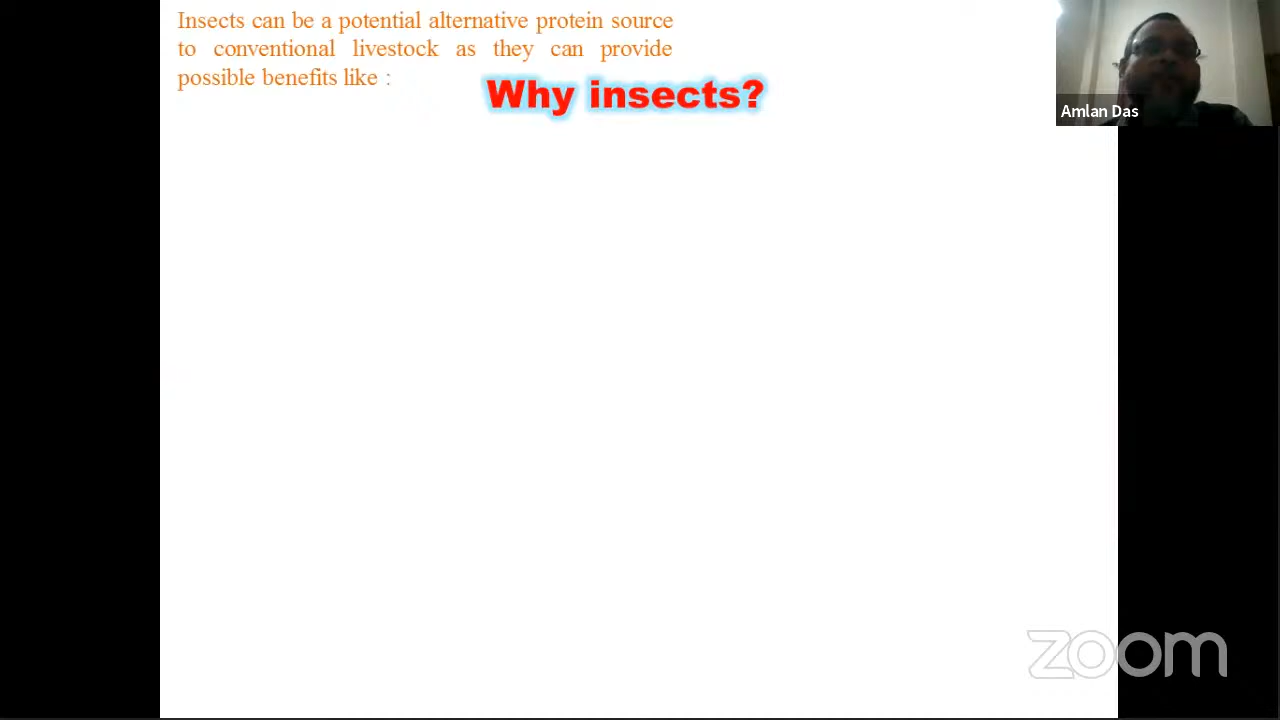 Insects can be a potential alternative protein source
to conventional livestock as they can provide
possible benefits like :
Why insects?
Amlan Das
zoom